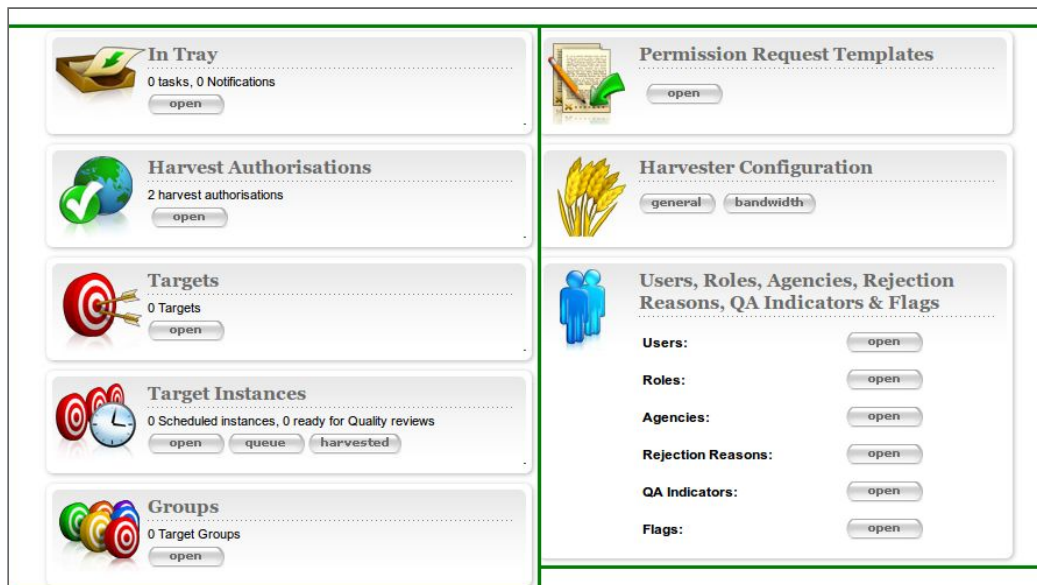 In Tray
0 tasks, 0 Notifications
open
Harvest Authorisations
2 harvest authorisations
open
Targets
0 Targets
open
Target Instances
0 Scheduled instances, 0 ready for Quality reviews
open queue harvested
Groups
0 Target Groups
open
Permission Request Templates
open
Harvester Configuration
general bandwidth
Users, Roles, Agencies, Rejection
Reasons, QA Indicators & Flags
Users: open
Roles: open
Agencies: open
Rejection Reasons: open
QA Indicators: open
Flags: open